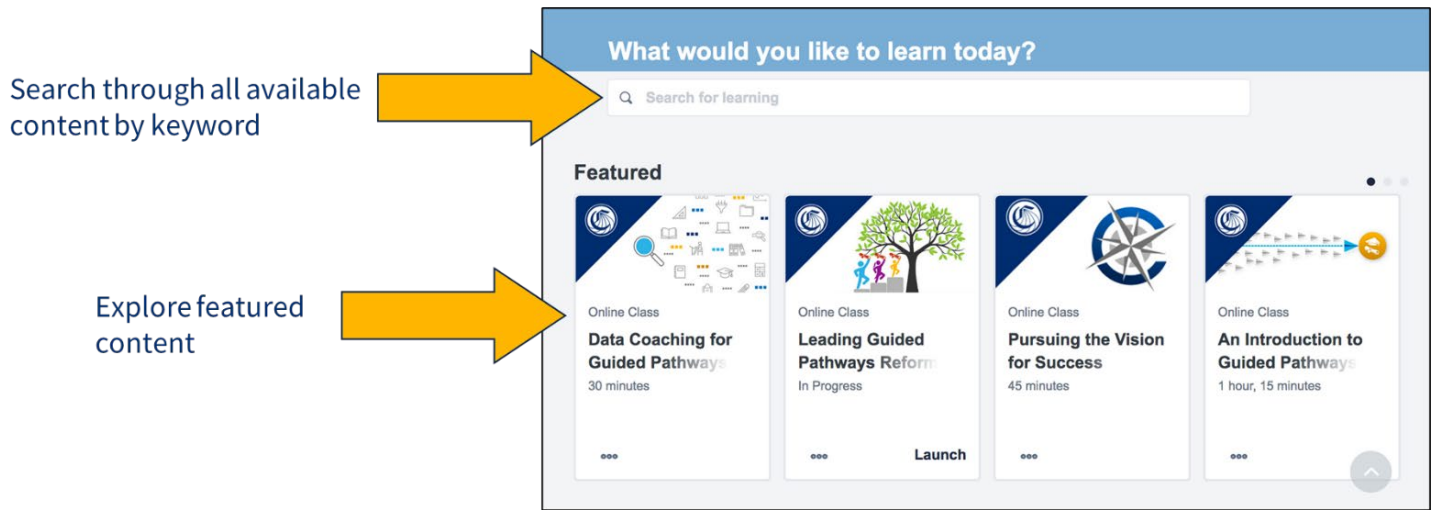 Search through all available
content by keyword
What would you like to learn today?
Search for learning
Featured
Explore featured
content
Online Class
Data Coaching for
Guided Pathways
30 minutes
Online Class
Leading Guided
Pathways Reform
In Progress
Launch
Online Class
Pursuing the Vision
for Success
45 minutes
Online Class
An Introduction to
Guided Pathways
1 hour, 15 minutes